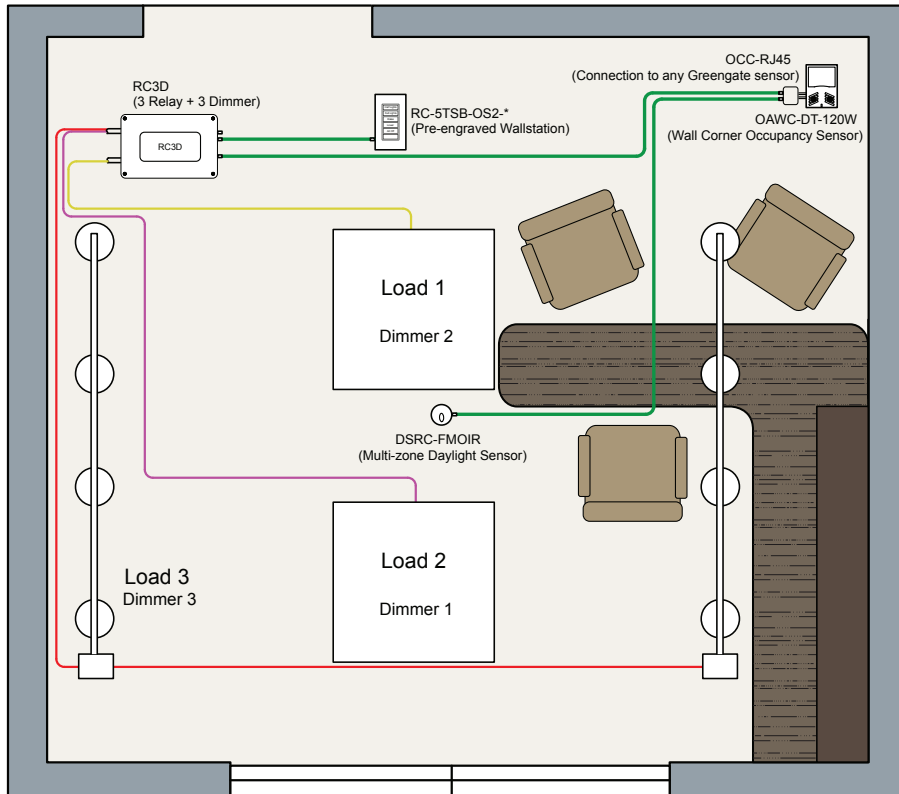 OCC-RJ45
(Connection to any Greengate sensor)
OAWC-DT-120W
(Wall Corner Occupancy Sensor)
RC3D
(3 Relay + 3 Dimmer)
RC3D
RC-5TSB-OS2-*
(Pre-engraved Wallstation)
Load 1
Dimmer 2
DSRC-FMOIR
(Multi-zone Daylight Sensor)
Load 2
Dimmer 1
Load 3
Dimmer 3